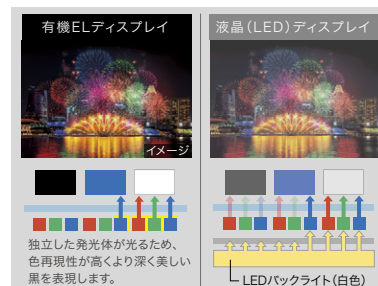 有機ELディスプレイ
イメージ
独立した発光体が光るため、
色再現性が高くより深く美しい
黒を表現します。
液晶(LED)ディスプレイ
LEDバックライト(白色)